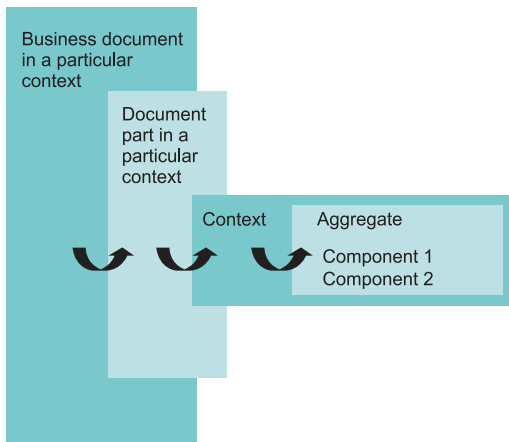 Business document
in a particular
context
Document
part in a
particular
context
Context
Aggregate
Component 1
Component 2